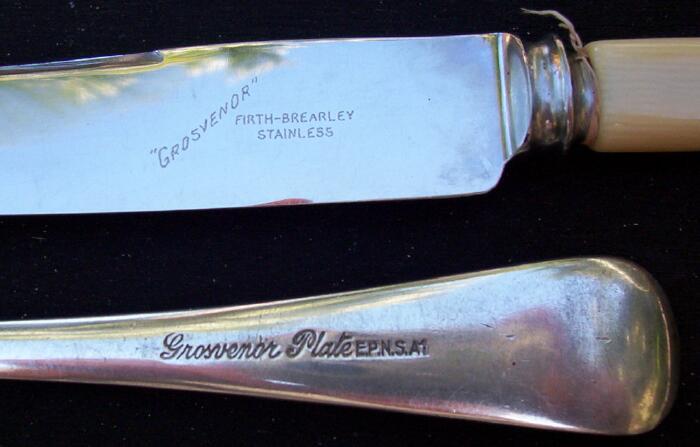 "GROSVENOR"
FIRTH-BREARLEY
STAINLESS
Grosvenor Plate E.P.N.S.A1